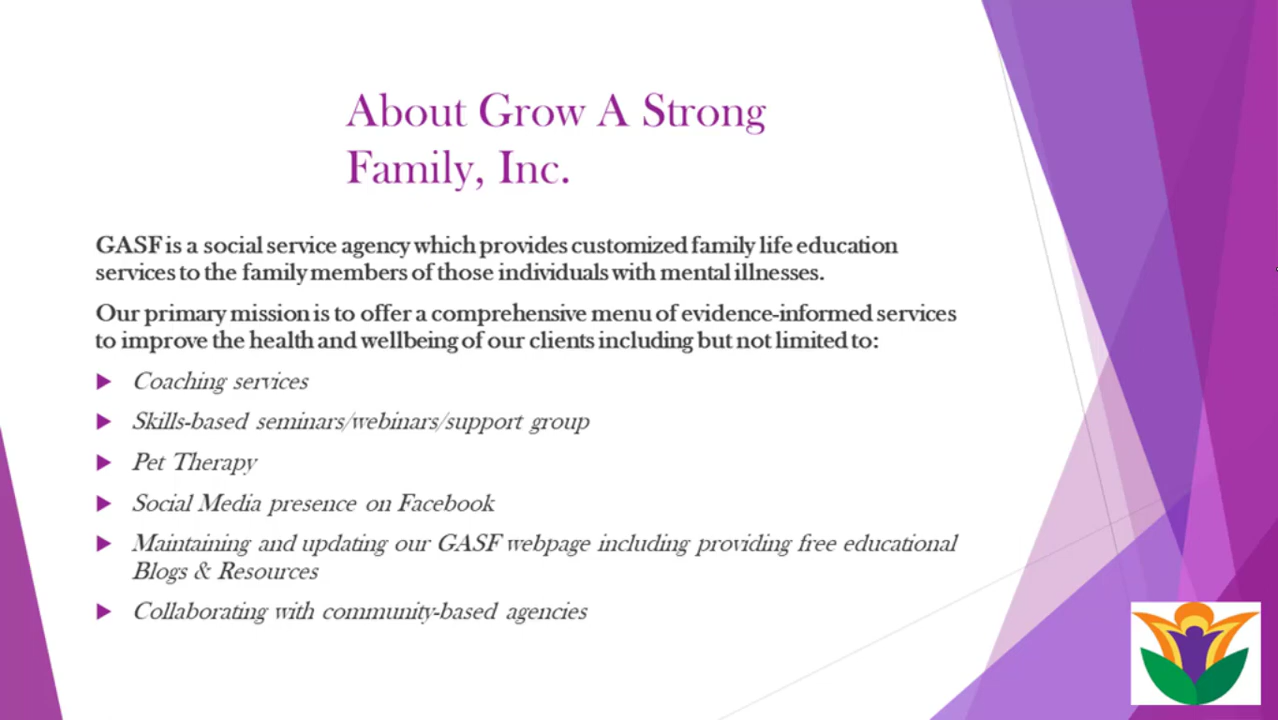 About Grow A Strong
Family, Inc.
GASF is a social service agency which provides customized family life education
services to the family members of those individuals with mental illnesses.
Our primary mission is to offer a comprehensive menu of evidence-informed services
to improve the health and wellbeing of our clients including but not limited to:
Coaching services
Skills-based seminars/webinars/support group
Pet Therapy
Social Media presence on Facebook
Maintaining and updating our GASF webpage including providing free educational
Blogs & Resources
Collaborating with community-based agencies